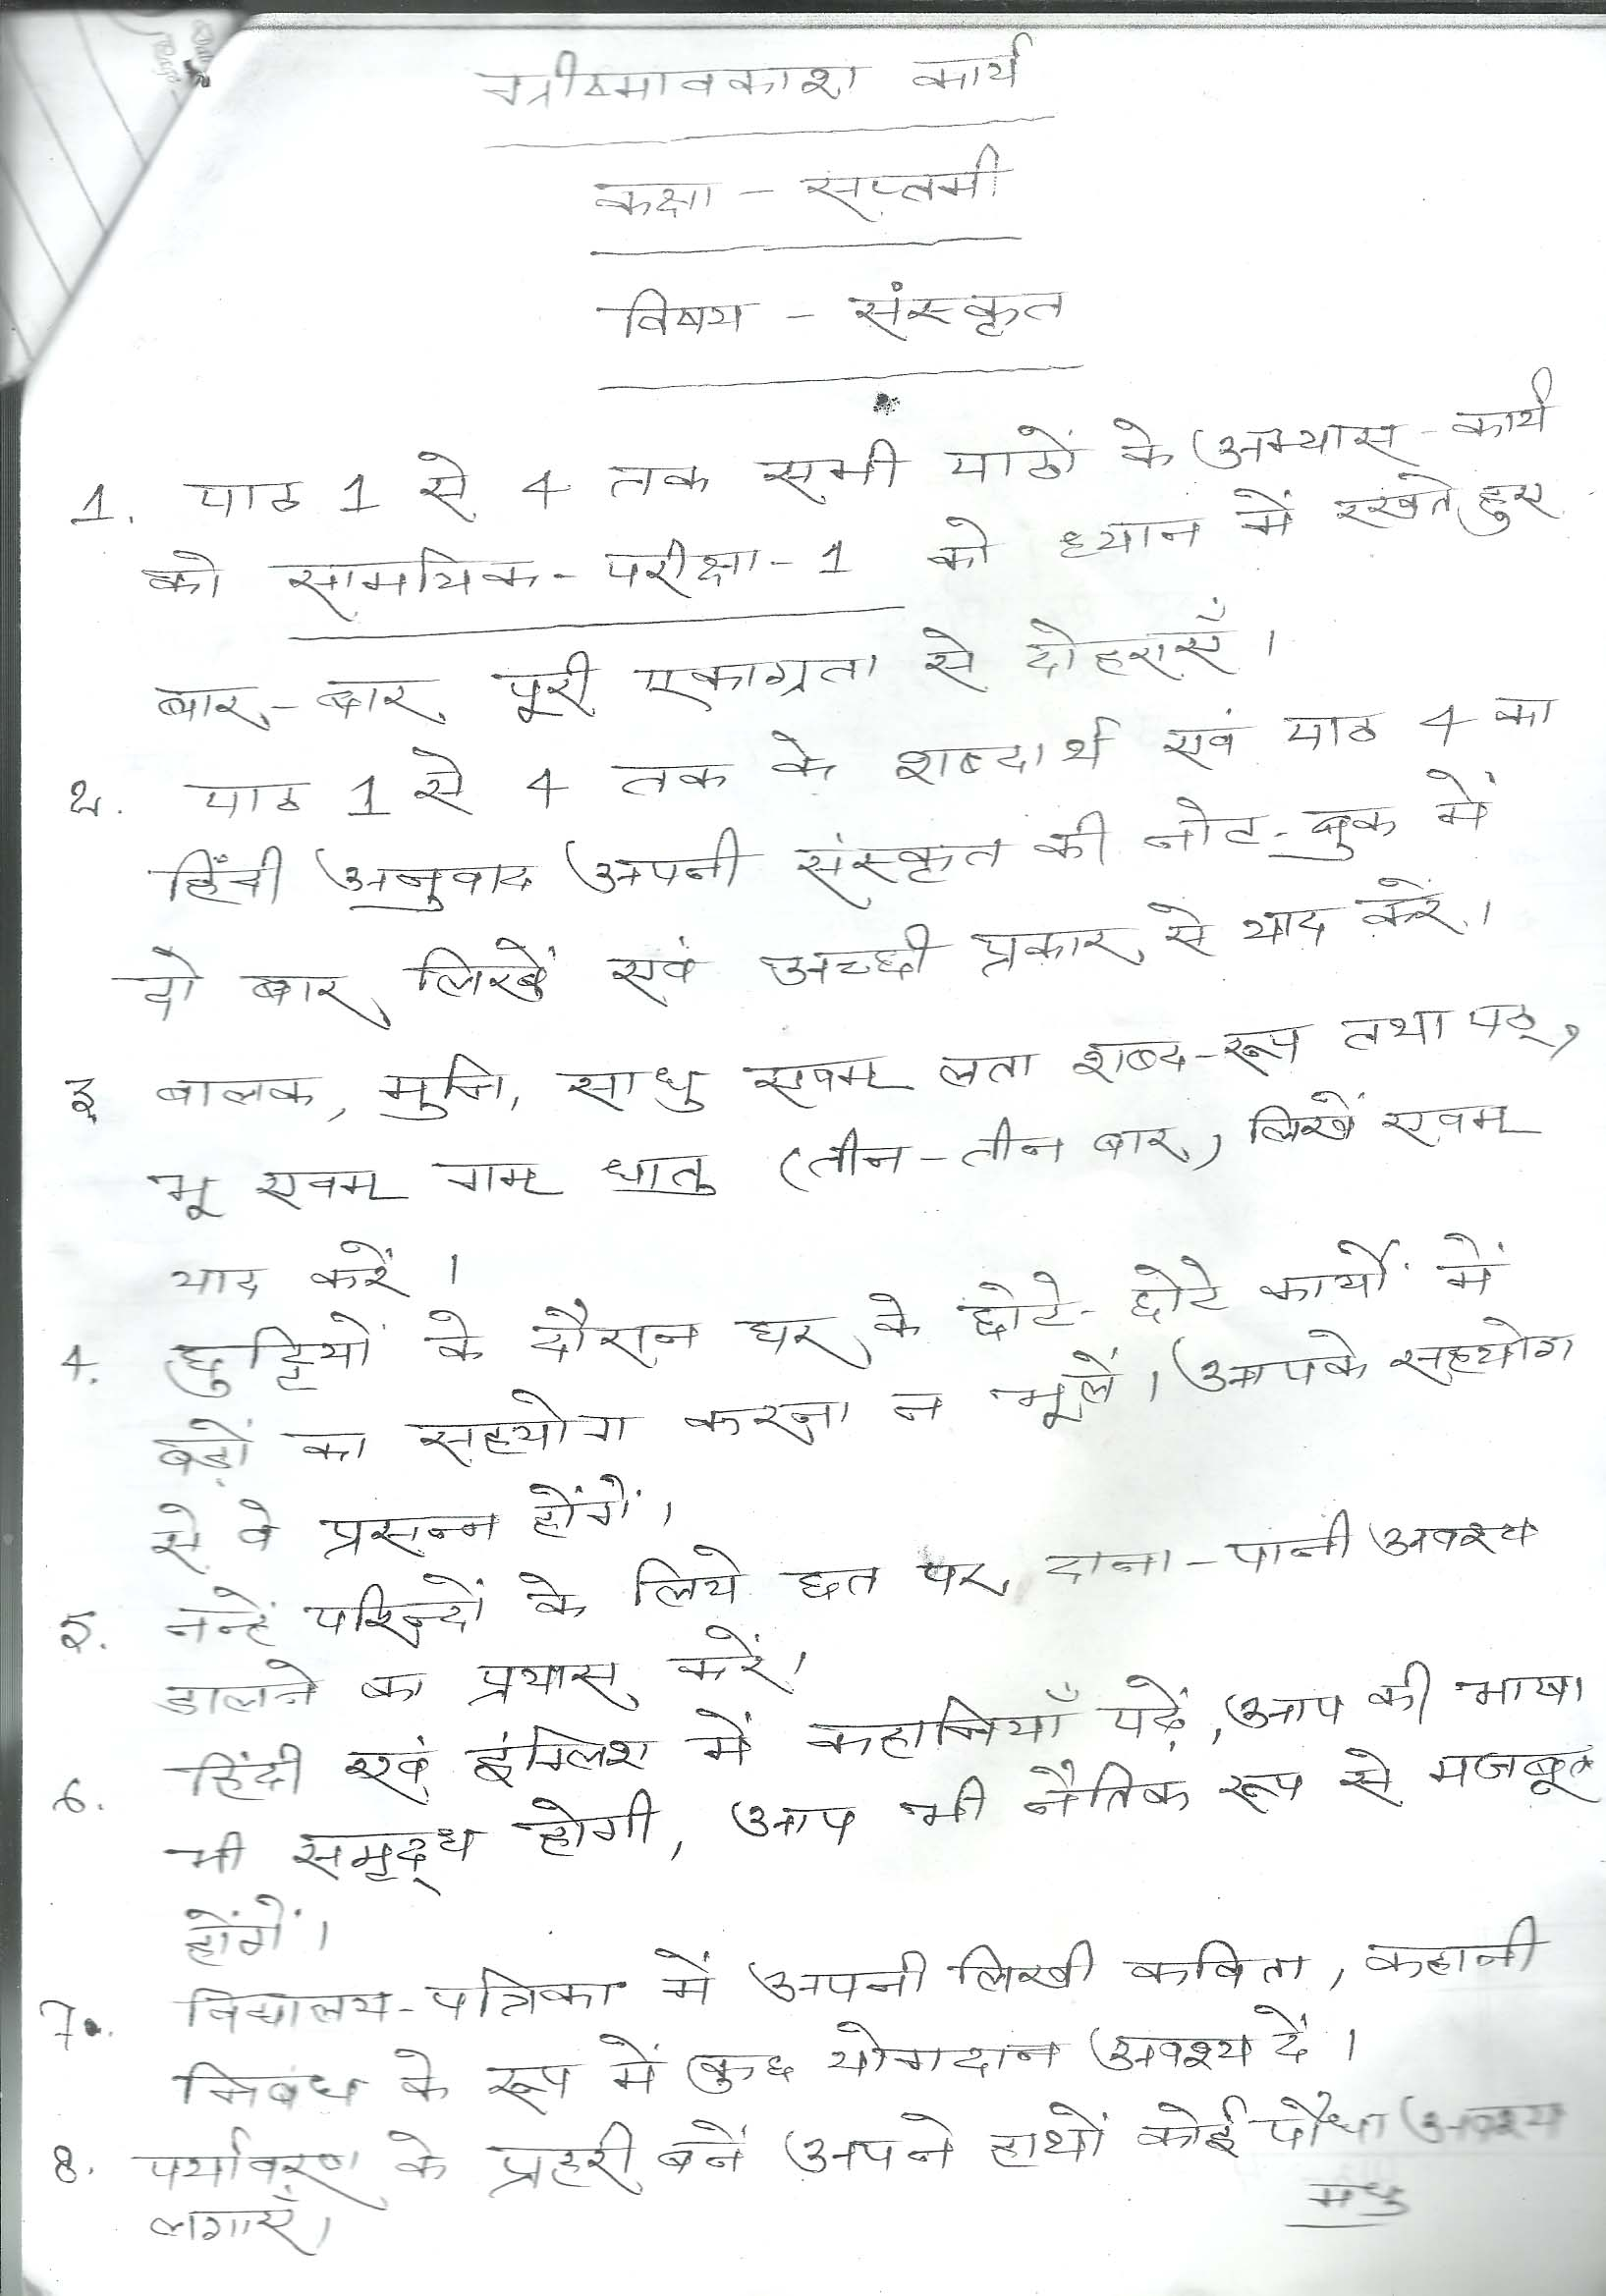 ग्रीष्मावकाश कार्य
कक्षा - सप्तमी
विषय - संस्कृत
1. पाठ 1 से 4 तक सभी पाठों के अभ्यास-कार्य
को सामयिक-परीक्षा-1 को ध्यान में रखते हुए
बार-बार पूरी एकाग्रता से दोहराएँ।
2. पाठ 1 से 4 तक के शब्दार्थ एवं पाठ 4 का
हिंदी अनुवाद अपनी संस्कृत की नोट-बुक में
दो बार लिखें एवं अच्छी प्रकार से याद करें।
3 बालक, मुनि, साधु एवम् लता शब्द-रूप तथा पठ्,
भू एवम् गम् धातु (तीन-तीन बार) लिखें एवम्
याद करें।
4. छुट्टियों के दौरान घर के छोटे-छोटे कार्यों में
बड़ों का सहयोग करना न भूलें। आपके सहयोग
से वे प्रसन्न होंगें।
5. नन्हें परिन्दों के लिये छत पर दाना-पानी अवश्य
डालने का प्रयास करें।
6. हिंदी एवं इंग्लिश में कहानियाँ पढ़ें, आप की भाषा
भी समृद्ध होगी, आप भी नैतिक रूप से मजबूत
होंगें।
7. विद्यालय-पत्रिका में अपनी लिखी कविता, कहानी
निबंध के रूप में कुछ योगदान अवश्य दें।
8. पर्यावरण के प्रहरी बनें अपने हाथों कोई पौधा अवश्य
लगाएँ।
मधु